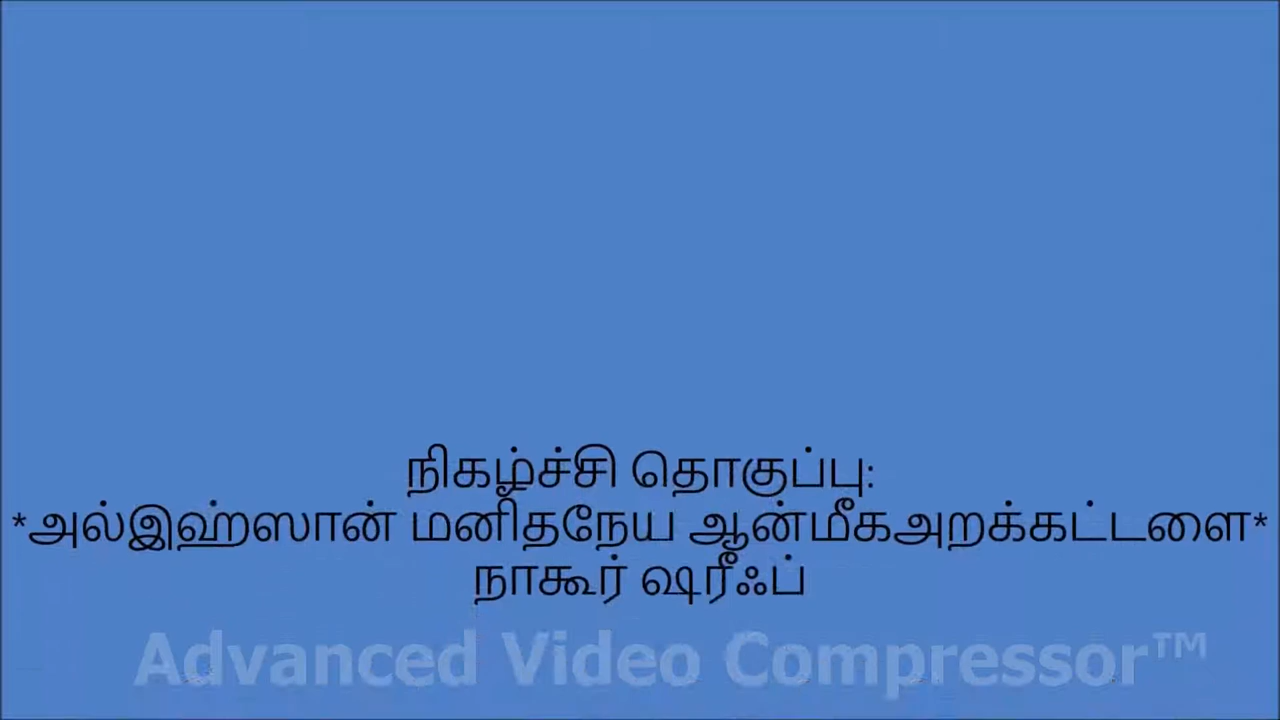 நிகழ்ச்சி தொகுப்பு:
*அல்இஹ்ஸான் மனிதநேய ஆன்மீகஅறக்கட்டளை*
நாகூர் ஷரீஃப்
Advanced Video Compressor™